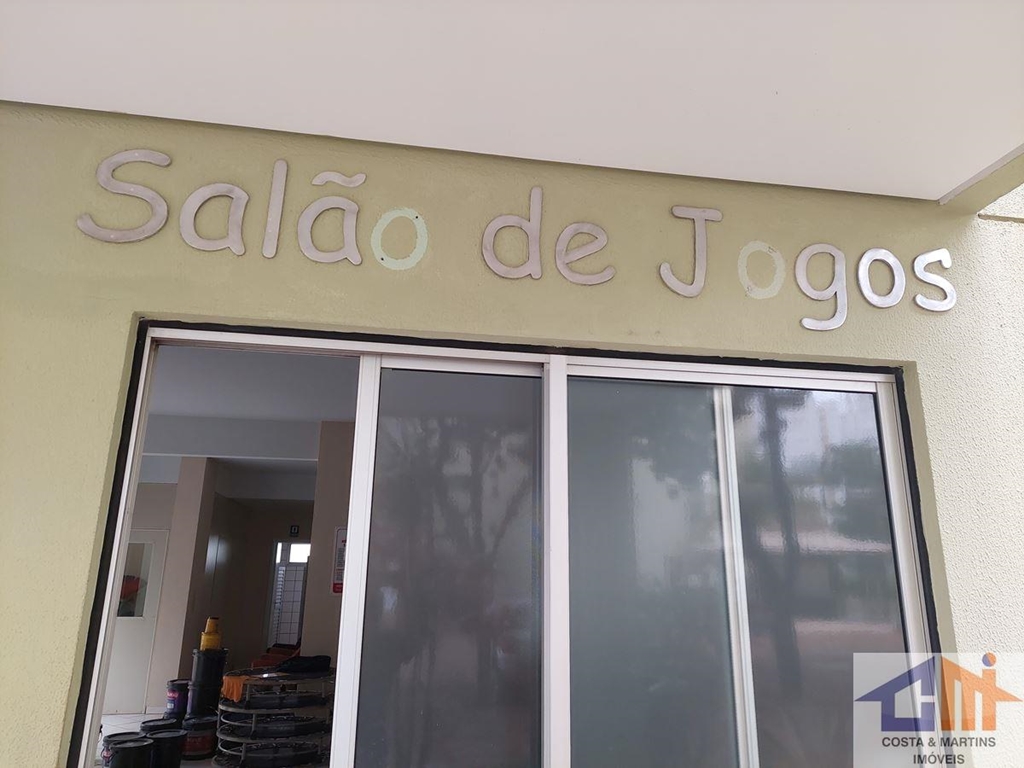 Salão de Jogos
COSTA & MARTINS
IMÓVEIS